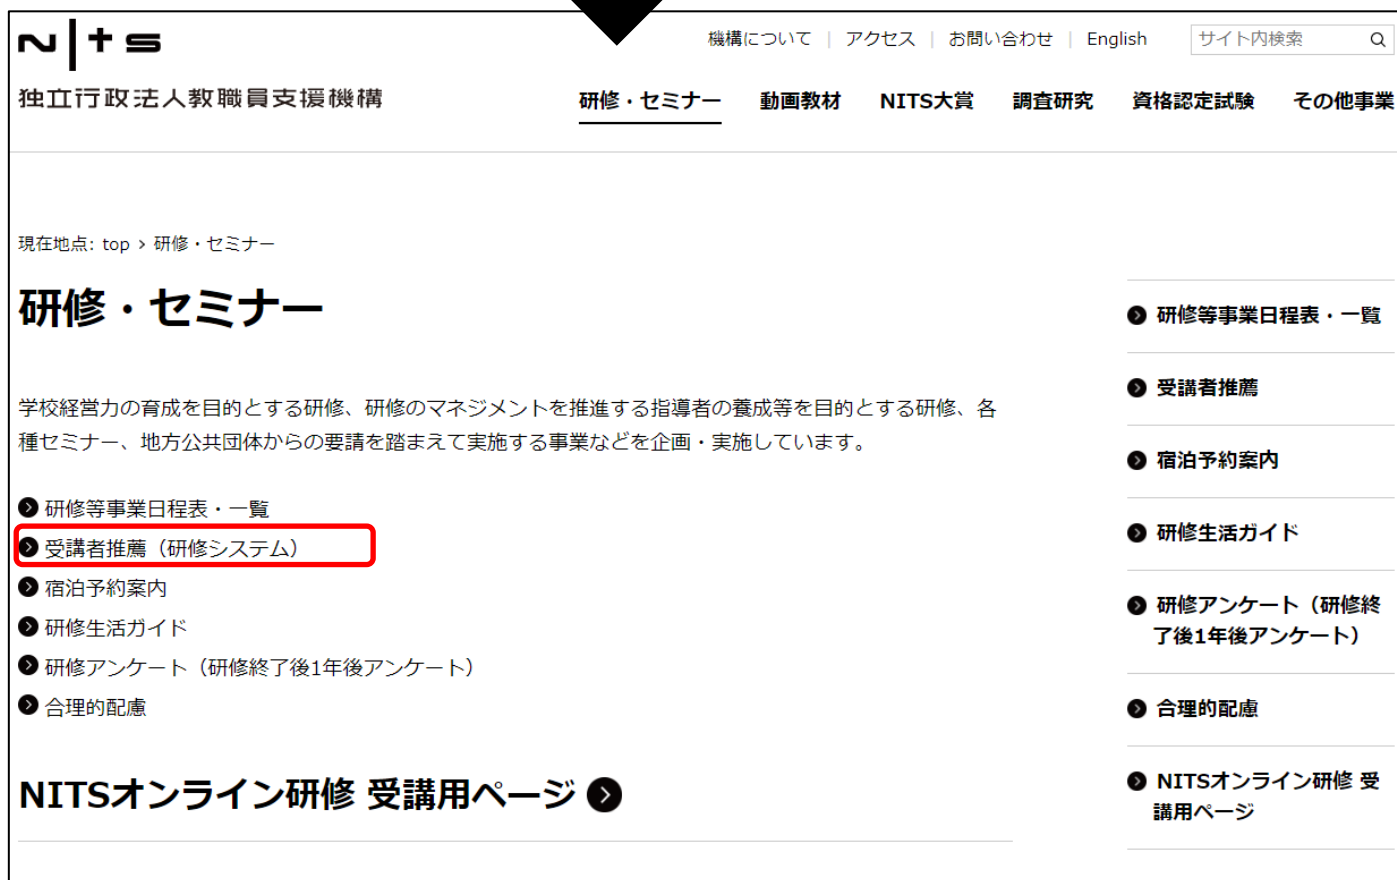 NITS
機構について | アクセス | お問い合わせ | English
サイト内検索
独立行政法人教職員支援機構
研修・セミナー 動画教材 NITS大賞 調査研究 資格認定試験 その他事業
現在地点: top › 研修・セミナー
研修・セミナー
学校経営力の育成を目的とする研修、研修のマネジメントを推進する指導者の養成等を目的とする研修、各
種セミナー、地方公共団体からの要請を踏まえて実施する事業などを企画・実施しています。
研修等事業日程表・一覧
受講者推薦（研修システム）
宿泊予約案内
研修生活ガイド
研修アンケート（研修終了後1年後アンケート）
合理的配慮
NITSオンライン研修 受講用ページ
研修等事業日程表・一覧
受講者推薦
宿泊予約案内
研修生活ガイド
研修アンケート（研修終
了後1年後アンケート）
合理的配慮
NITSオンライン研修 受
講用ページ